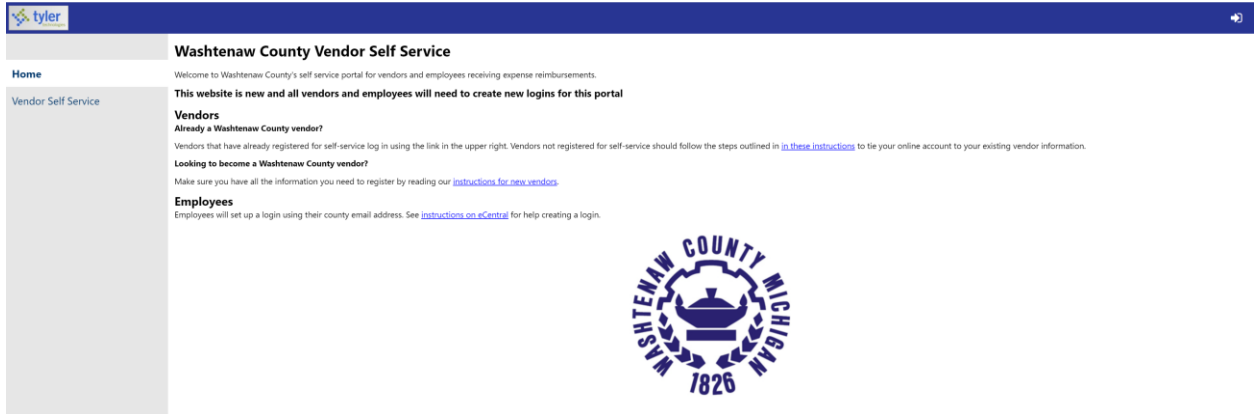 tyler
technologies
Washtenaw County Vendor Self Service
Home
Welcome to Washtenaw County's self service portal for vendors and employees receiving expense reimbursements.
This website is new and all vendors and employees will need to create new logins for this portal
Vendor Self Service
Vendors
Already a Washtenaw County vendor?
Vendors that have already registered for self-service log in using the link in the upper right. Vendors not registered for self-service should follow the steps outlined in in these instructions to tie your online account to your existing vendor information.
Looking to become a Washtenaw County vendor?
Make sure you have all the information you need to register by reading our instructions for new vendors.
Employees
Employees will set up a login using their county email address. See instructions on eCentral for help creating a login.
WASHTENAW COUNTY MICHIGAN
1826